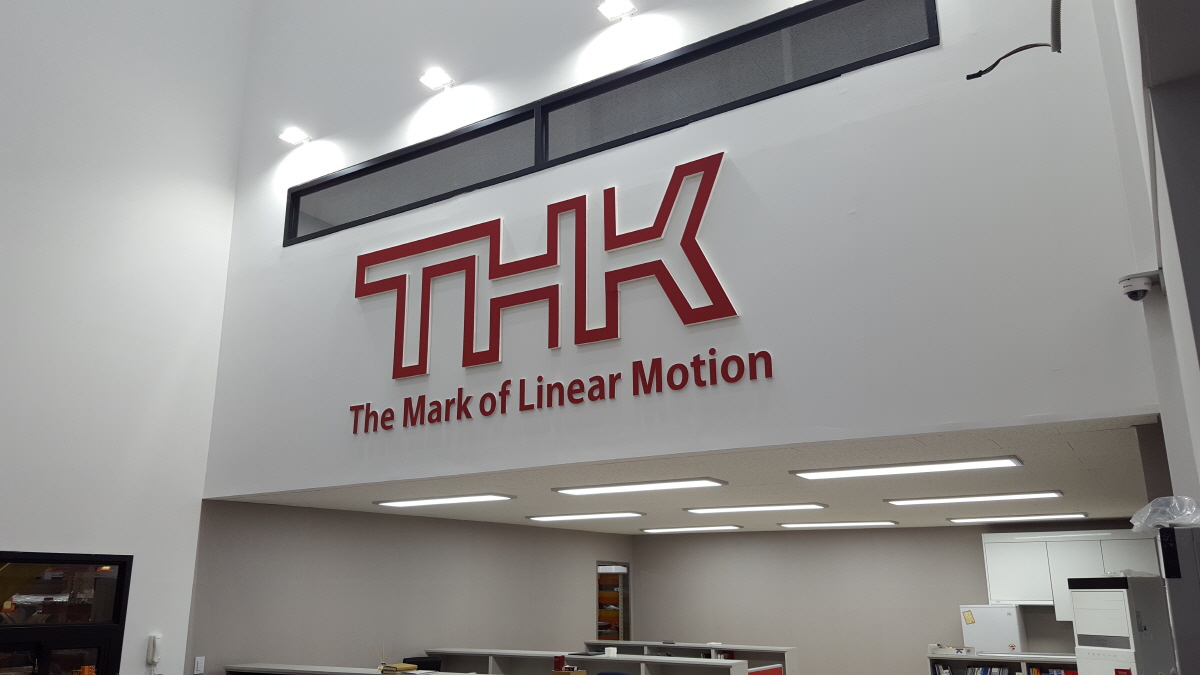 THK
The Mark of Linear Motion